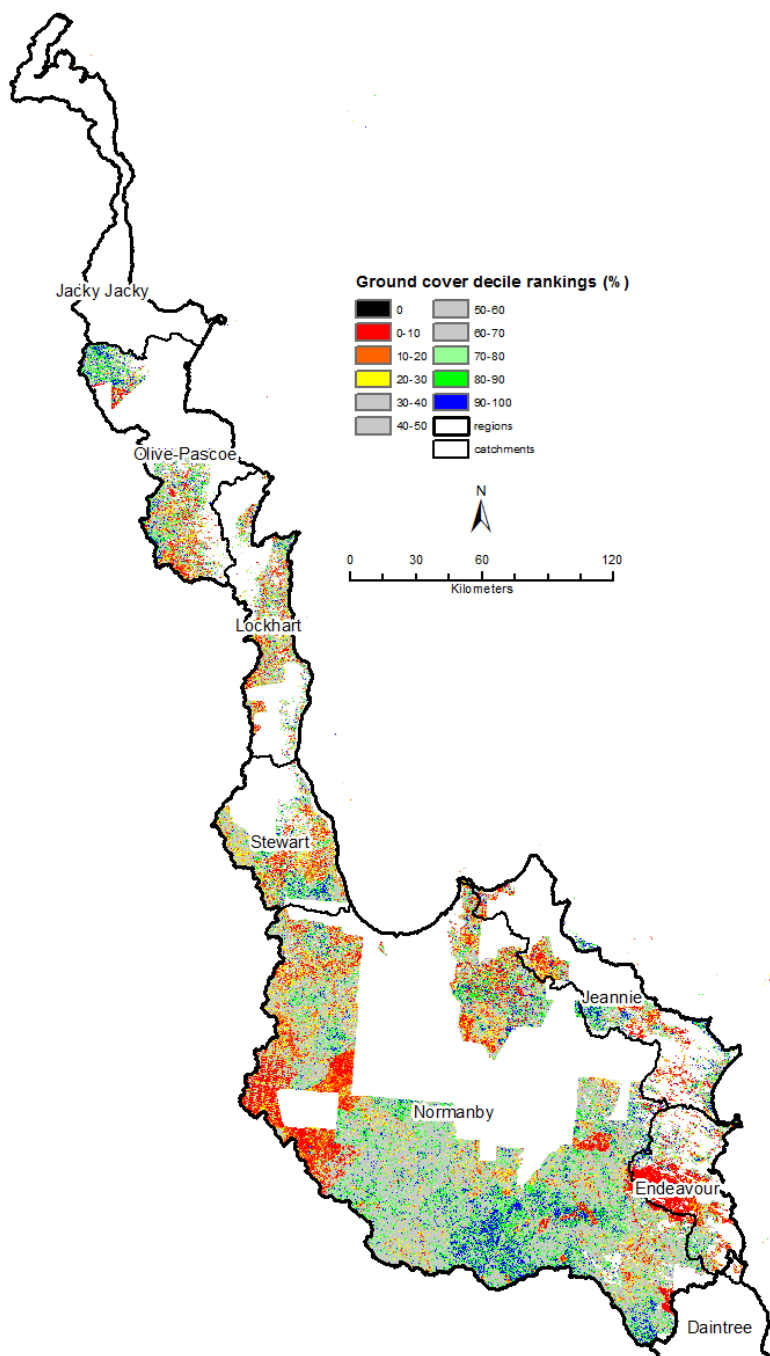 Ground cover decile rankings (%)
0
50-60
0-10
60-70
10-20
70-80
20-30
80-90
30-40
90-100
40-50
regions
catchments
Jacky Jacky
Olive-Pascoe
N
0 30 60 120
Kilometers
Lockhart
Stewart
Jeannie
Normanby
Endeavour
Daintree